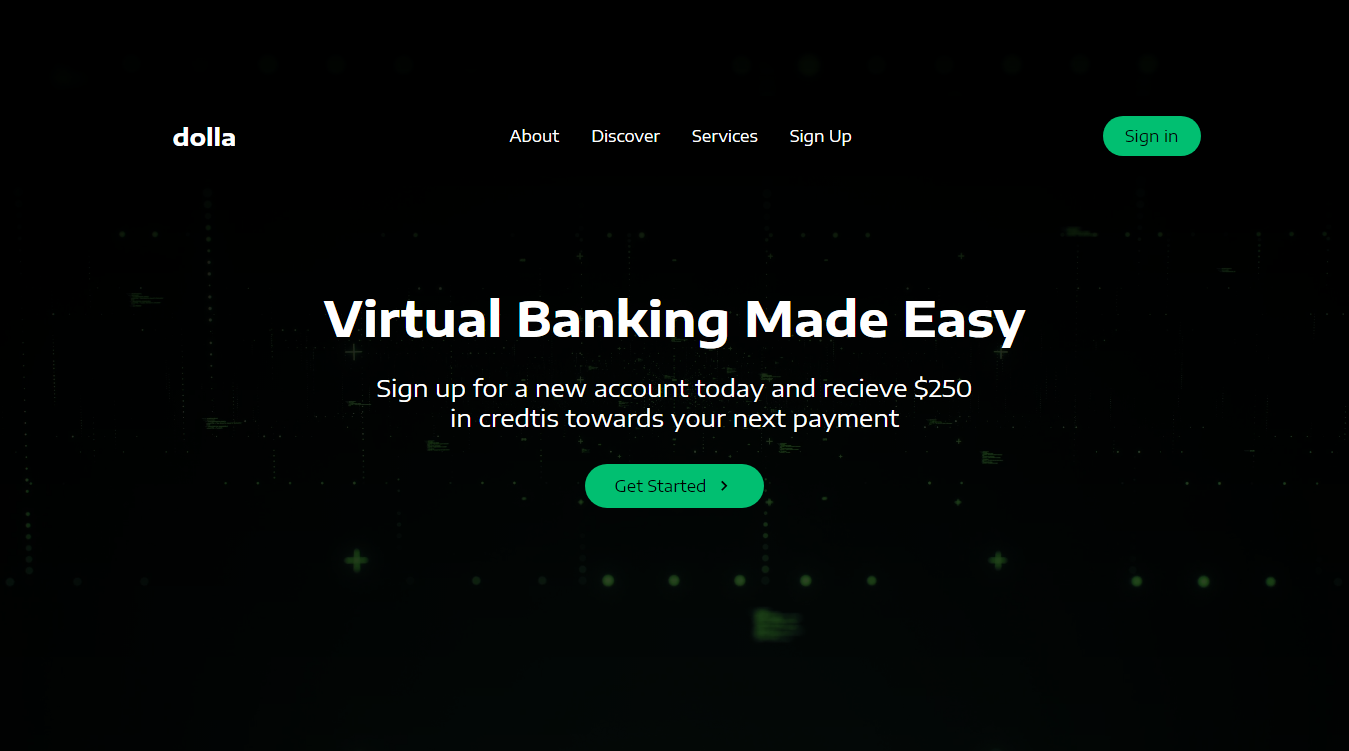 dolla
About Discover Services Sign Up
Sign in
Virtual Banking Made Easy
Sign up for a new account today and recieve $250
in credtis towards your next payment
Get Started